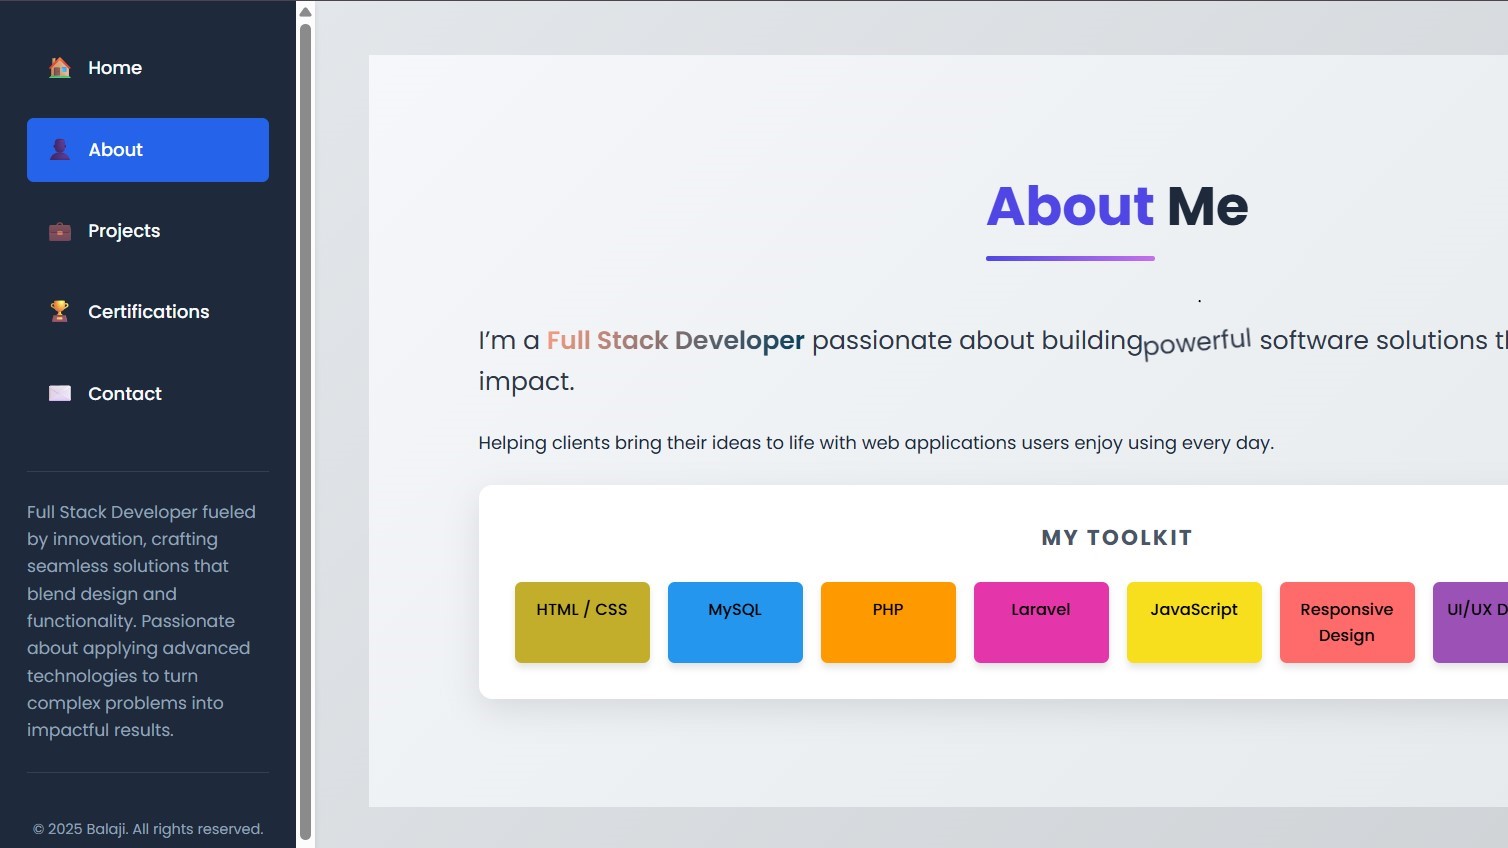 Home
About
Projects
Certifications
Contact
Full Stack Developer fueled
by innovation, crafting
seamless solutions that
blend design and
functionality. Passionate
about applying advanced
technologies to turn
complex problems into
impactful results.
© 2025 Balaji. All rights reserved.
About Me
.
I’m a Full Stack Developer passionate about building powerful software solutions
impact.
Helping clients bring their ideas to life with web applications users enjoy using every day.
MY TOOLKIT
HTML / CSS
MySQL
PHP
Laravel
JavaScript
Responsive
Design
UI/UX